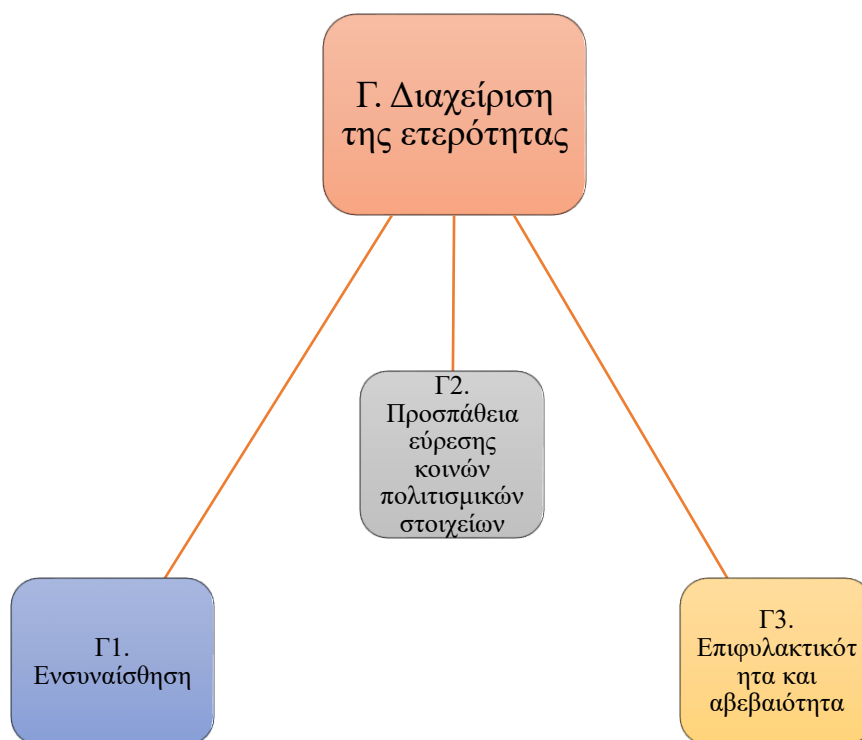 Γ. Διαχείριση
της ετερότητας
Γ2.
Προσπάθεια
εύρεσης
κοινών
πολιτισμικών
στοιχείων
Γ1.
Ενσυναίσθηση
Γ3.
Επιφυλακτικότ
ητα και
αβεβαιότητα